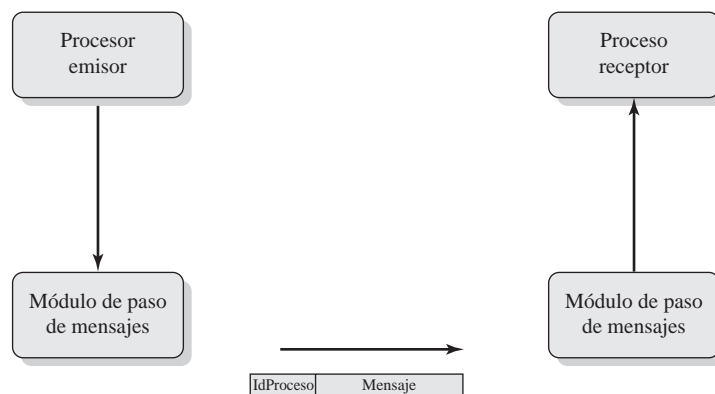 Procesor
emisor
Proceso
receptor
Módulo de paso
de mensajes
Módulo de paso
de mensajes
IdProceso
Mensaje